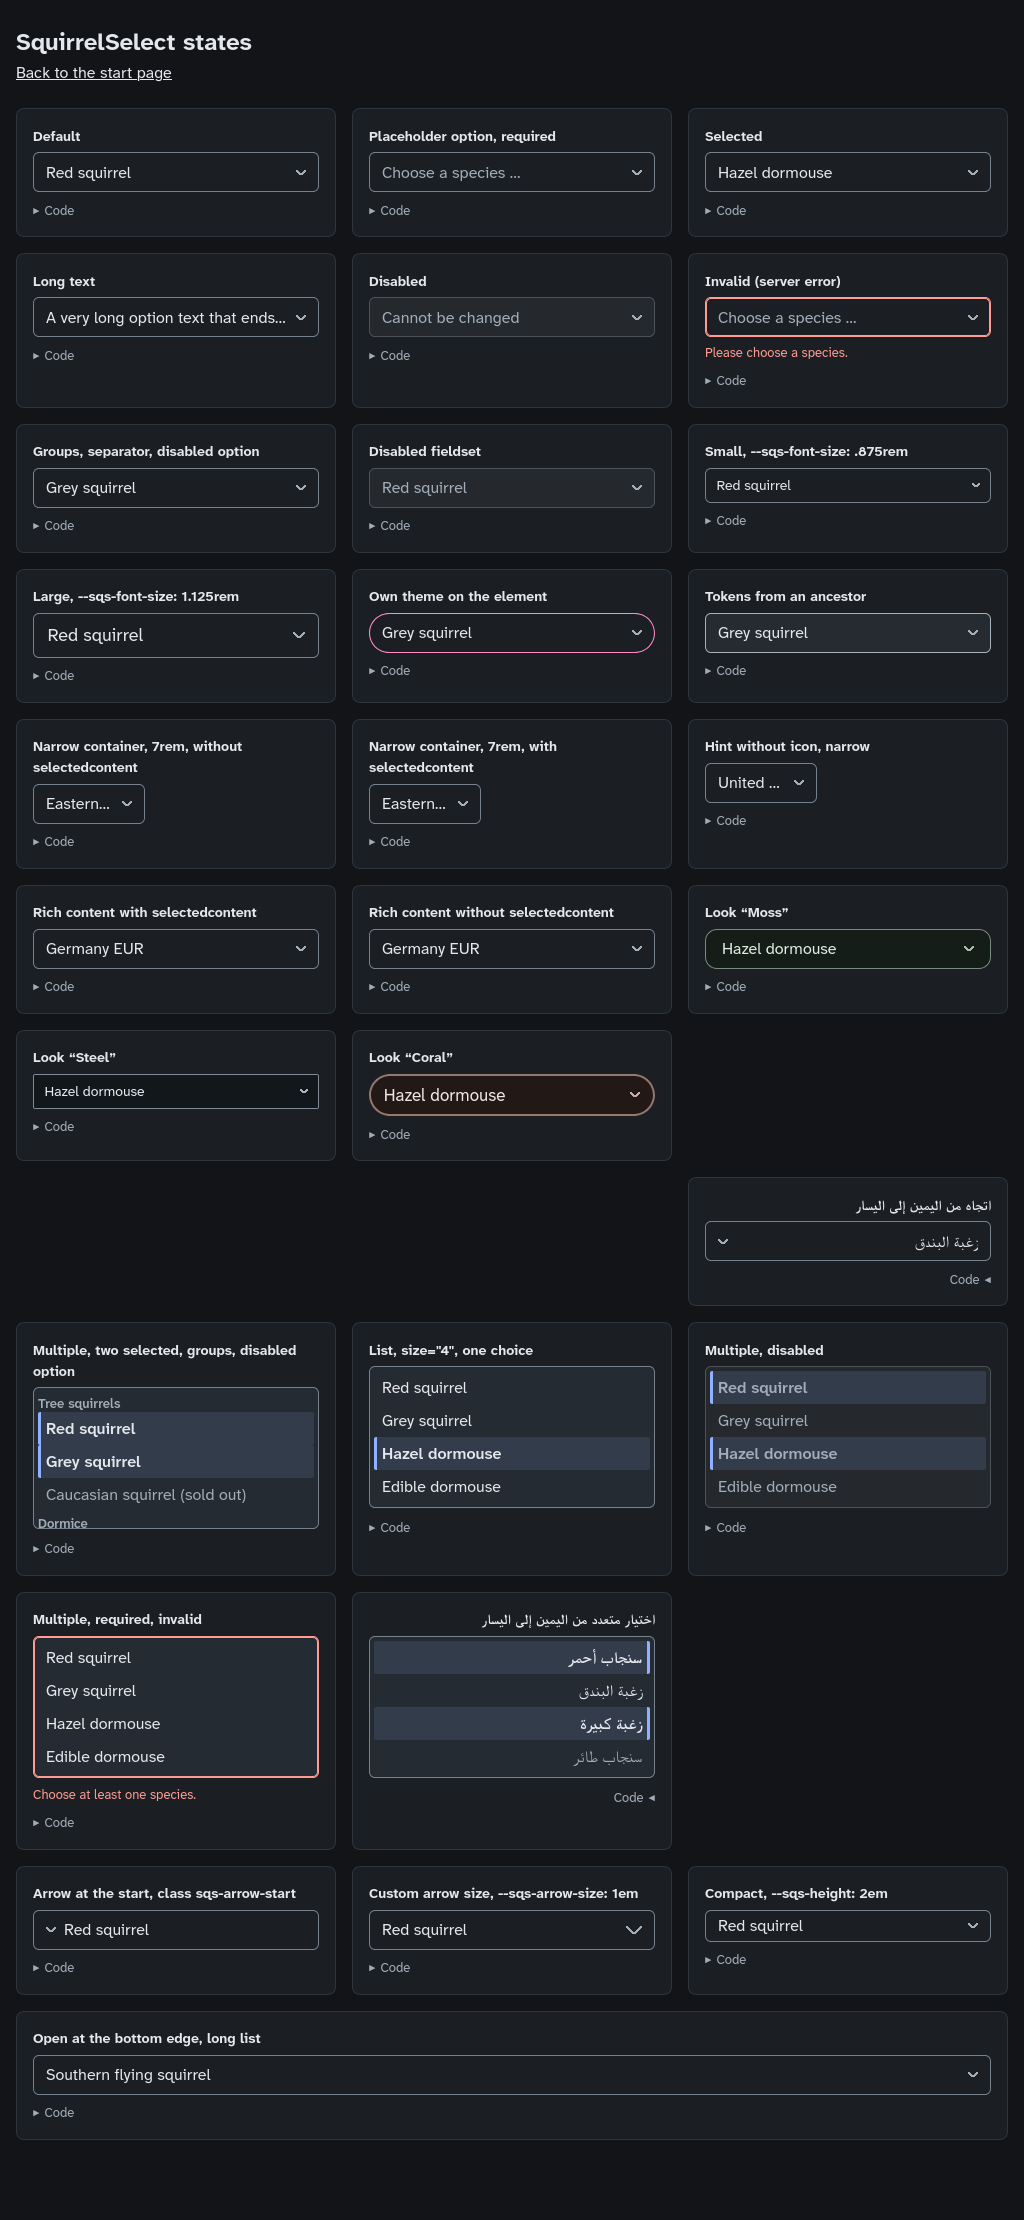 SquirrelSelect states
Back to the start page
Default
Red squirrel
Code
Placeholder option, required
Choose a species ...
Code
Selected
Hazel dormouse
Code
Long text
A very long option text that ends...
Code
Disabled
Cannot be changed
Code
Invalid (server error)
Choose a species ...
Please choose a species.
Code
Groups, separator, disabled option
Grey squirrel
Code
Disabled fieldset
Red squirrel
Code
Small, --sqs-font-size: .875rem
Red squirrel
Code
Large, --sqs-font-size: 1.125rem
Red squirrel
Code
Own theme on the element
Grey squirrel
Code
Tokens from an ancestor
Grey squirrel
Code
Narrow container, 7rem, without
selectedcontent
Eastern...
Code
Narrow container, 7rem, with
selectedcontent
Eastern...
Code
Hint without icon, narrow
United ...
Code
Rich content with selectedcontent
Germany EUR
Code
Rich content without selectedcontent
Germany EUR
Code
Look “Moss”
Hazel dormouse
Code
Look “Steel”
Hazel dormouse
Code
Look “Coral”
Hazel dormouse
Code
اتجاه من اليمين إلى اليسار
زغبة البندق
Code
Multiple, two selected, groups, disabled
option
Tree squirrels
Red squirrel
Grey squirrel
Caucasian squirrel (sold out)
Dormice
Code
List, size="4", one choice
Red squirrel
Grey squirrel
Hazel dormouse
Edible dormouse
Code
Multiple, disabled
Red squirrel
Grey squirrel
Hazel dormouse
Edible dormouse
Code
Multiple, required, invalid
Red squirrel
Grey squirrel
Hazel dormouse
Edible dormouse
Choose at least one species.
Code
اختيار متعدد من اليمين إلى اليسار
سنجاب أحمر
زغبة البندق
زغبة كبيرة
سنجاب طائر
Code
Arrow at the start, class sqs-arrow-start
Red squirrel
Code
Custom arrow size, --sqs-arrow-size: 1em
Red squirrel
Code
Compact, --sqs-height: 2em
Red squirrel
Code
Open at the bottom edge, long list
Southern flying squirrel
Code